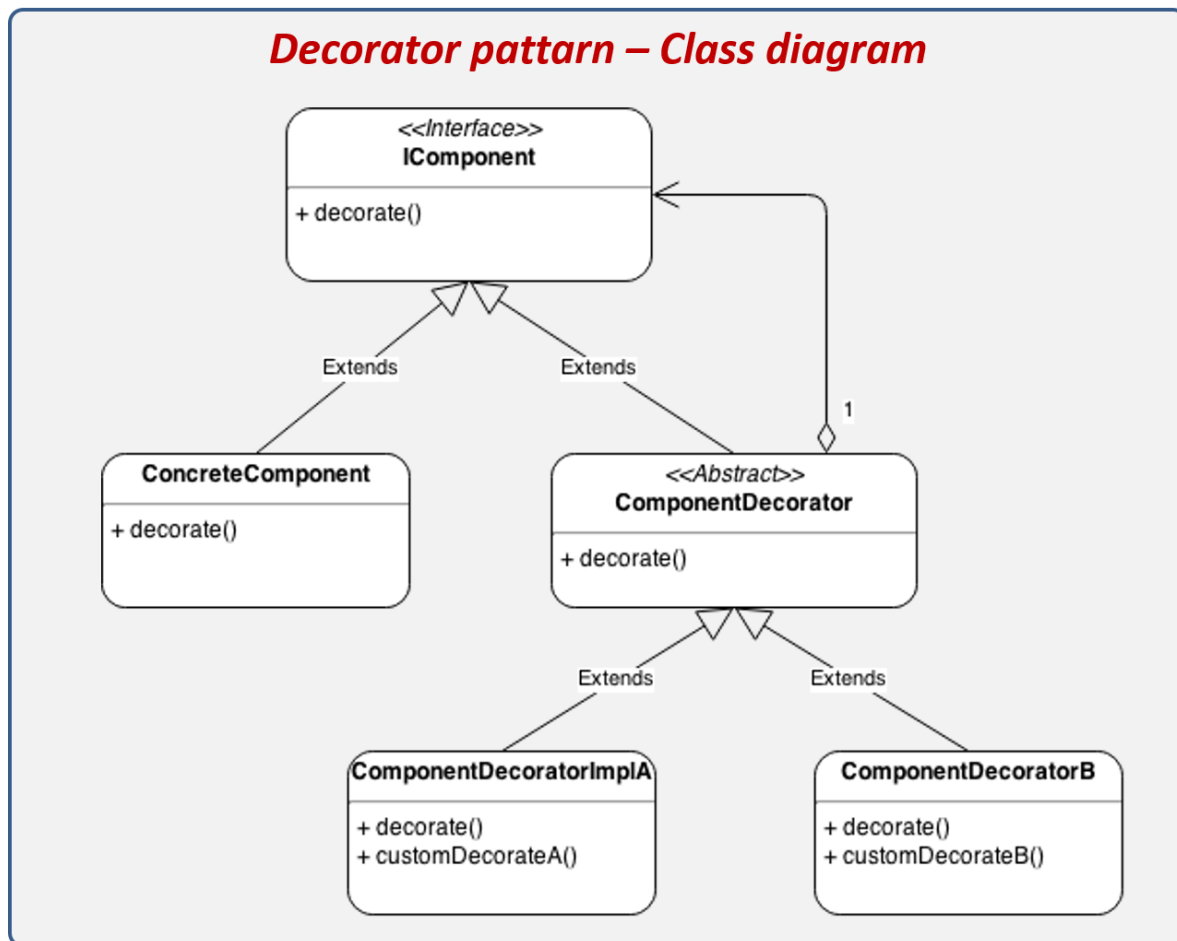 Decorator pattarn – Class diagram
<<Interface>>
IComponent
+ decorate()
Extends
Extends
1
ConcreteComponent
+ decorate()
<<Abstract>>
ComponentDecorator
+ decorate()
Extends
Extends
ComponentDecoratorImplA
+ decorate()
+ customDecorateA()
ComponentDecoratorB
+ decorate()
+ customDecorateB()